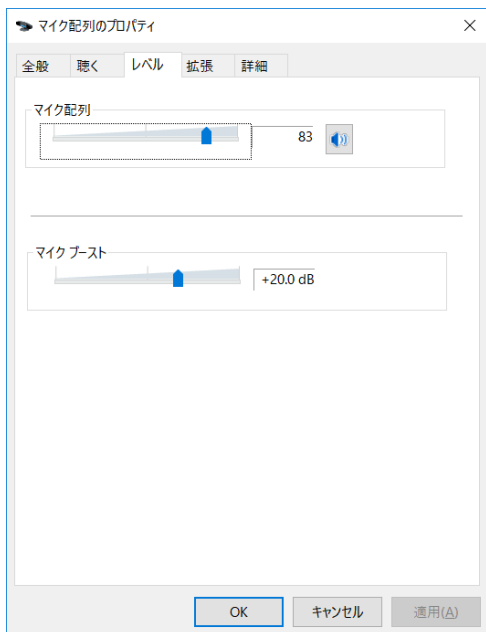 マイク配列のプロパティ
全般 聴く レベル 拡張 詳細
マイク配列
83
マイク ブースト
+20.0 dB
OK キャンセル 適用(A)